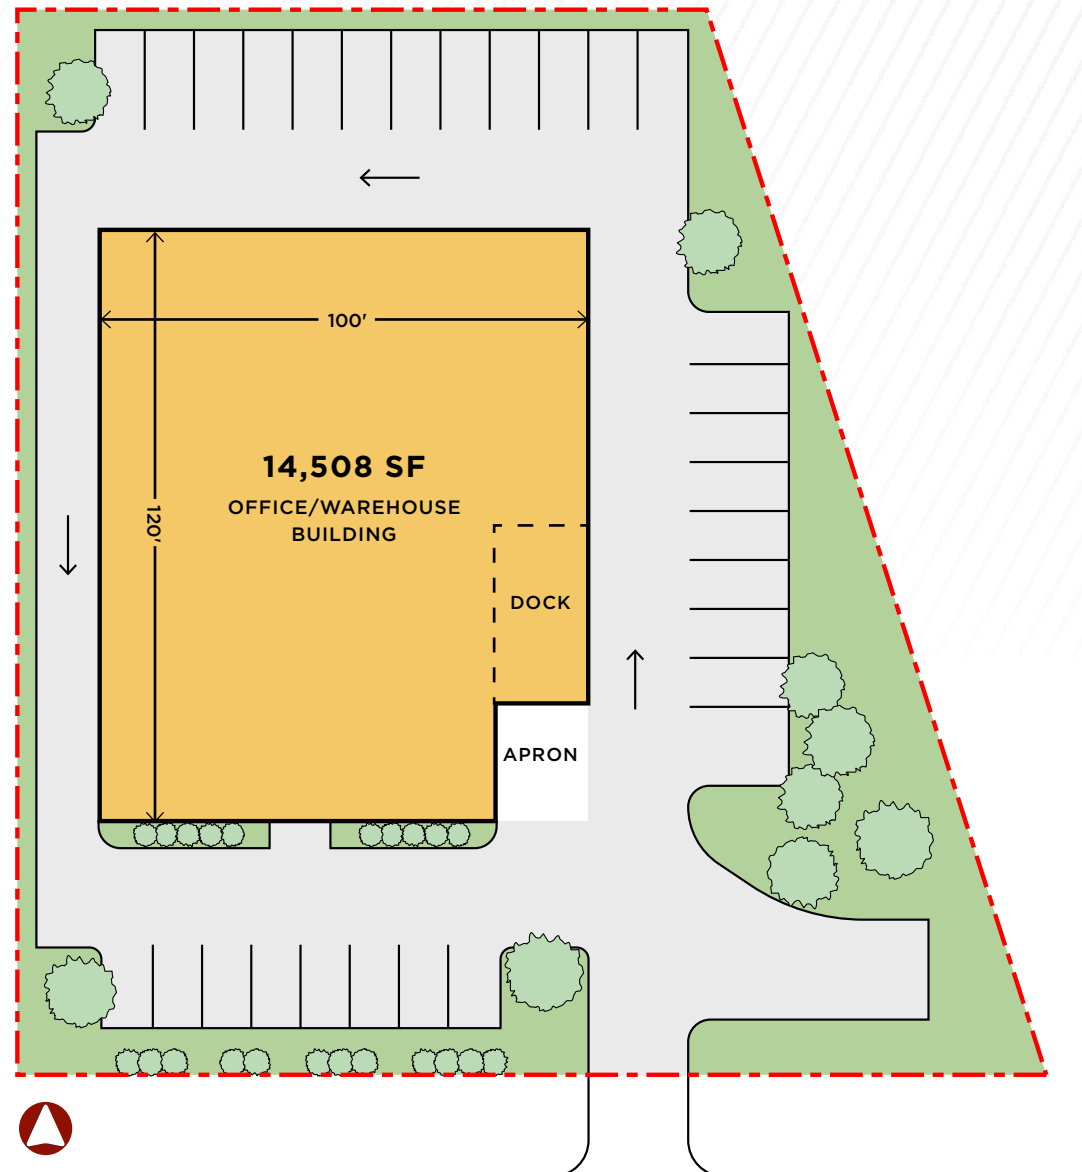 100'
14,508 SF
OFFICE/WAREHOUSE
BUILDING
120'
DOCK
APRON